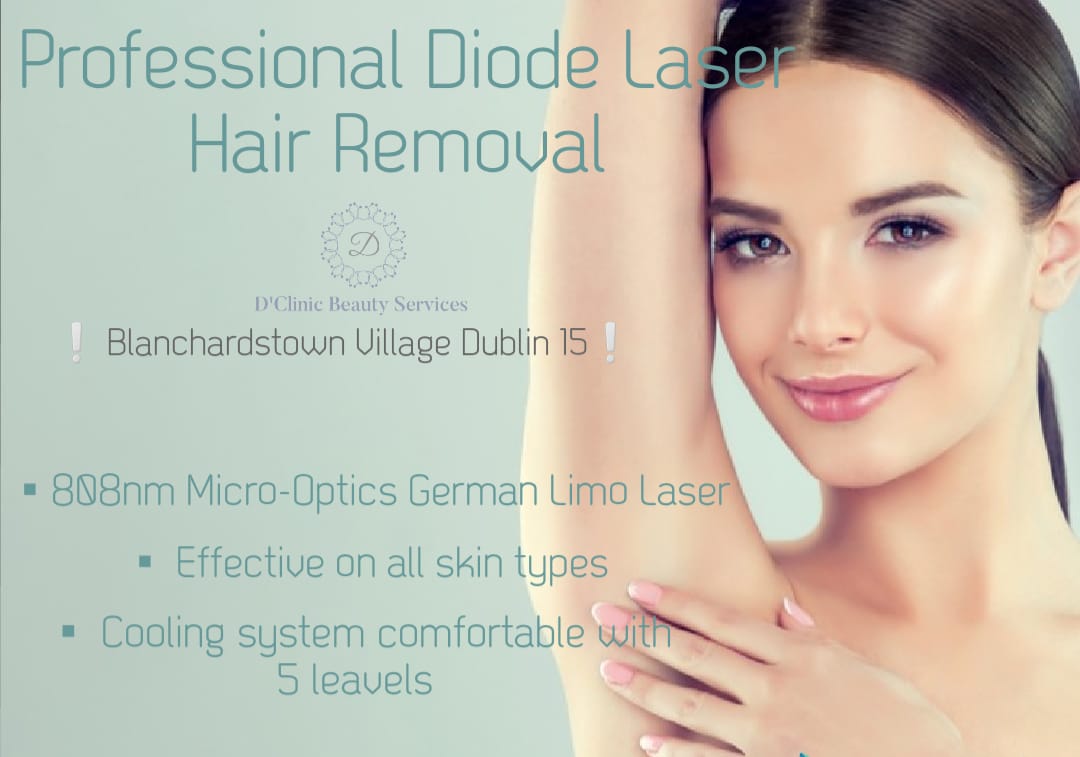 Professional Diode Laser
Hair Removal
D
D'Clinic Beauty Services
❕ Blanchardstown Village Dublin 15 ❕
▪ 808nm Micro-Optics German Limo Laser
▪ Effective on all skin types
▪ Cooling system comfortable with
5 leavels